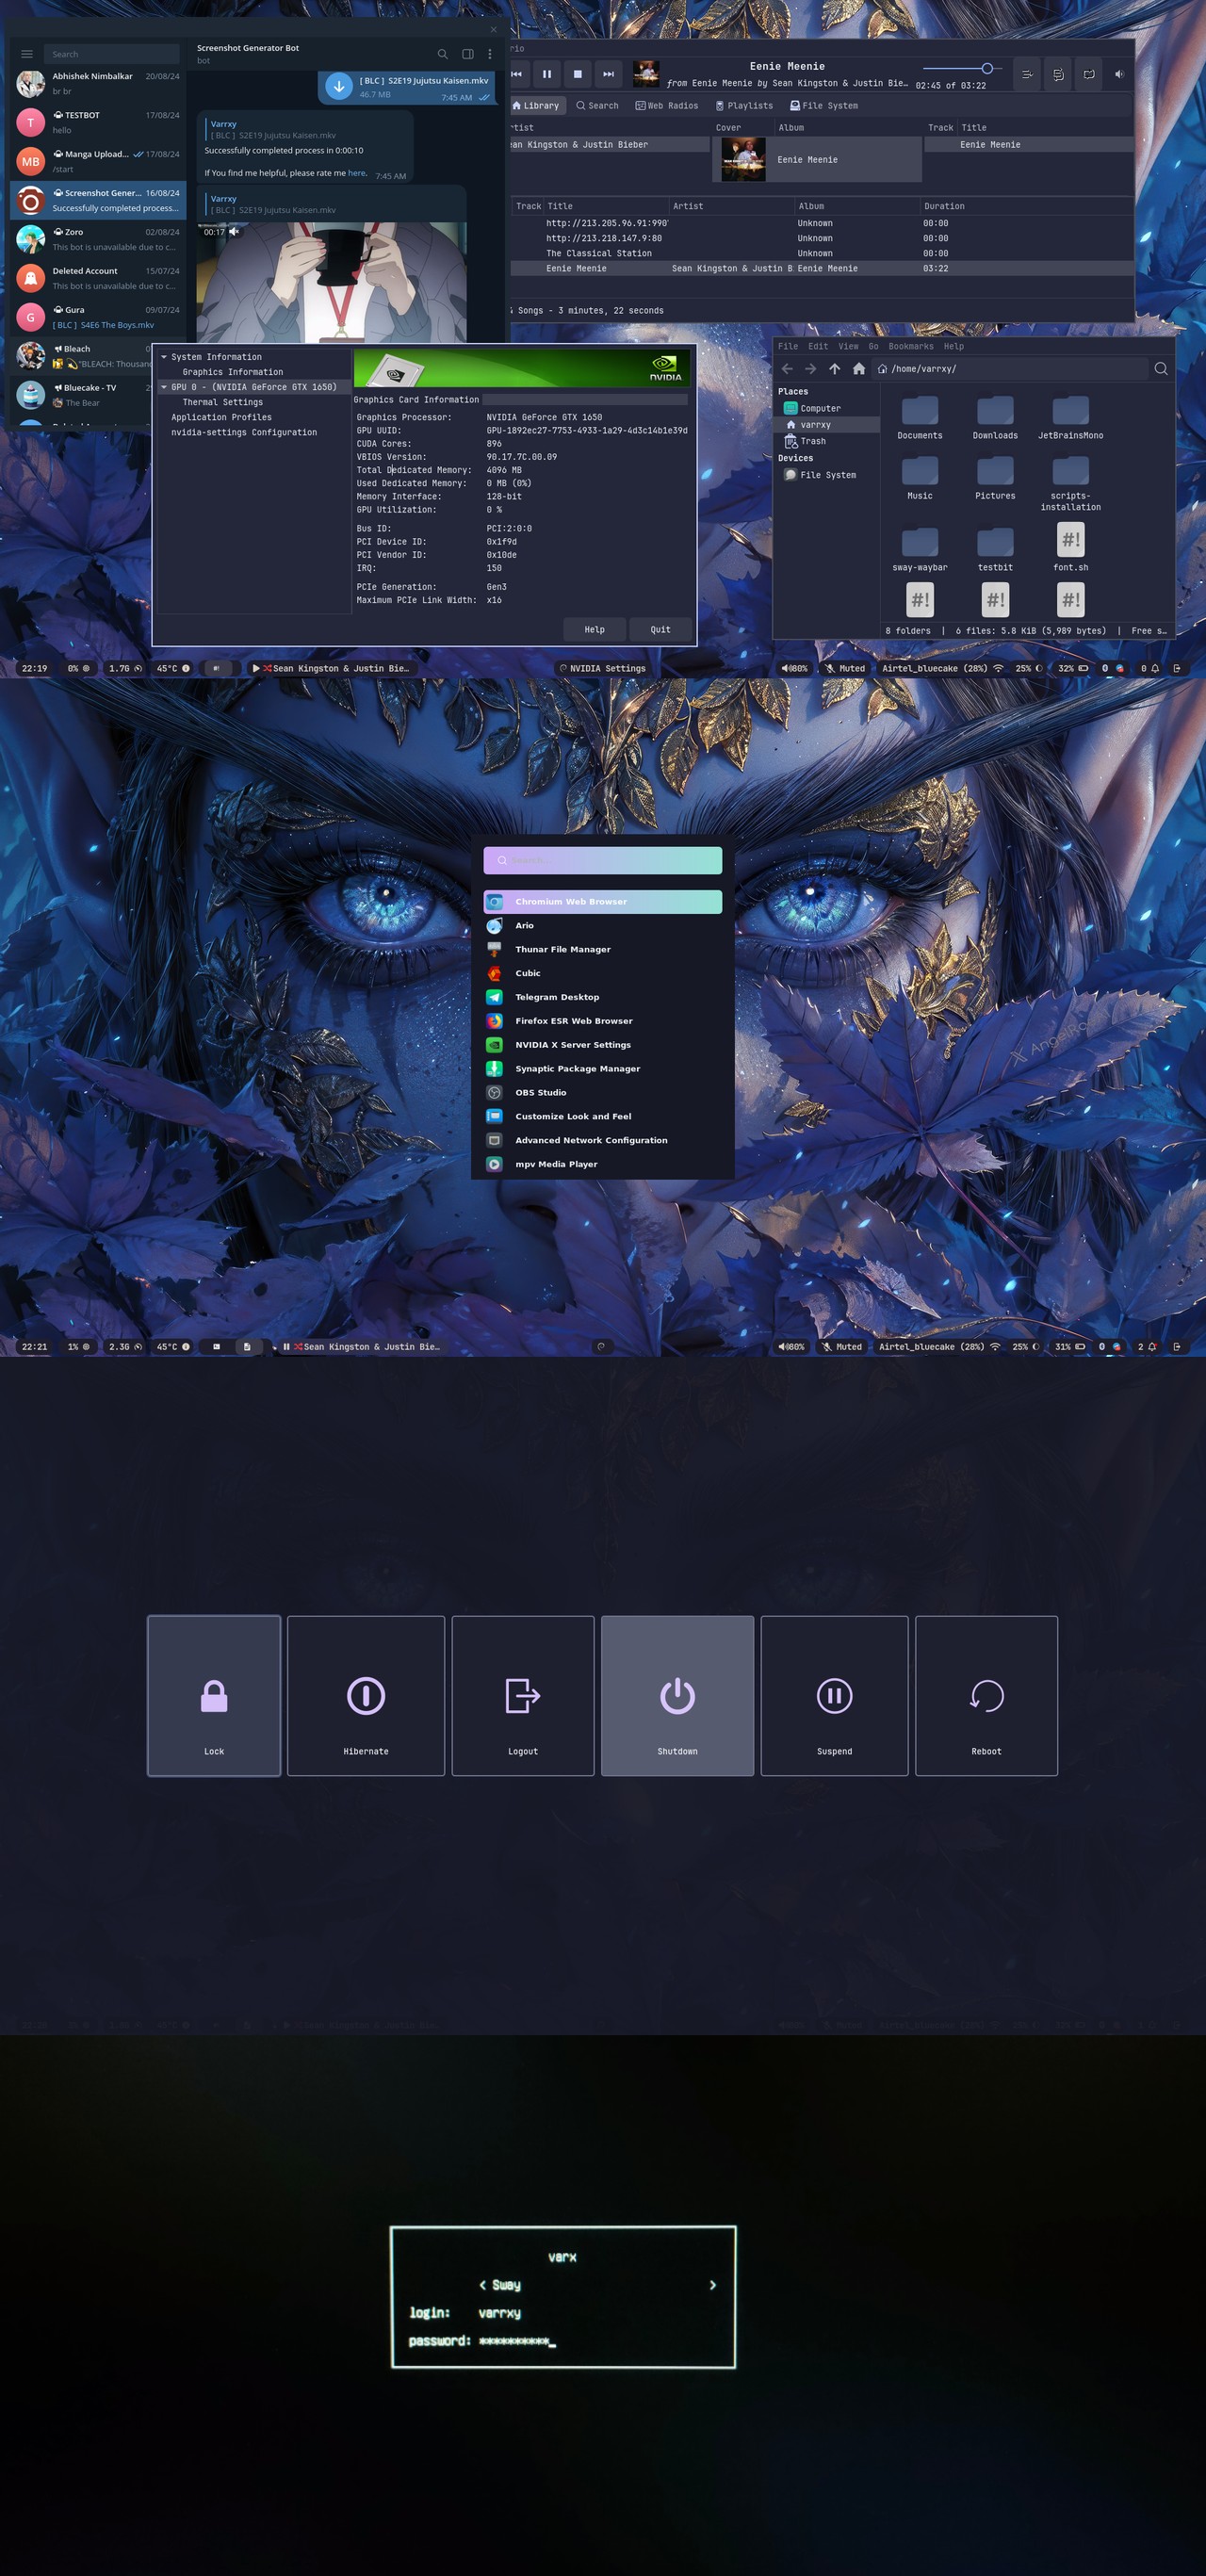 Search
Abhishek Nimbalkar 20/08/24
br br
T
TESTBOT 17/08/24
hello
MB
Manga Upload... 17/08/24
/start
Screenshot Gener... 16/08/24
Successfully completed process...
Zoro 02/08/24
This bot is unavailable due to c...
Deleted Account 15/07/24
This bot is unavailable due to c...
G
Gura 09/07/24
[ BLC ] S4E6 The Boys.mkv
Bleach
"BLEACH: Thousand
Bluecake - TV
The Bear
Screenshot Generator Bot
bot
[ BLC ] S2E19 Jujutsu Kaisen.mkv
46.7 MB 7:45 AM
Varrxy
[ BLC ] S2E19 Jujutsu Kaisen.mkv
Successfully completed process in 0:00:10
If You find me helpful, please rate me here. 7:45 AM
Varrxy
[ BLC ] S2E19 Jujutsu Kaisen.mkv
00:17
rio
Eenie Meenie
from Eenie Meenie by Sean Kingston & Justin Bie… 02:45 of 03:22
Library Search Web Radios Playlists File System
rtist Cover Album Track Title
ean Kingston & Justin Bieber Eenie Meenie Eenie Meenie
Track Title Artist Album Duration
http://213.205.96.91:990 Unknown 00:00
http://213.218.147.9:80 Unknown 00:00
The Classical Station Unknown 00:00
Eenie Meenie Sean Kingston & Justin B Eenie Meenie 03:22
4 Songs - 3 minutes, 22 seconds
System Information
Graphics Information
GPU 0 - (NVIDIA GeForce GTX 1650)
Thermal Settings
Application Profiles
nvidia-settings Configuration
NVIDIA
Graphics Card Information
Graphics Processor: NVIDIA GeForce GTX 1650
GPU UUID: GPU-1892ec27-7753-4933-1a29-4d3c14b1e39d
CUDA Cores: 896
VBIOS Version: 90.17.7C.00.09
Total Dedicated Memory: 4096 MB
Used Dedicated Memory: 0 MB (0%)
Memory Interface: 128-bit
GPU Utilization: 0 %
Bus ID: PCI:2:0:0
PCI Device ID: 0x1f9d
PCI Vendor ID: 0x10de
IRQ: 150
PCIe Generation: Gen3
Maximum PCIe Link Width: x16
Help Quit
File Edit View Go Bookmarks Help
/home/varrxy/
Places
Computer
varrxy
Trash
Devices
File System
Documents Downloads JetBrainsMono
Music Pictures scripts-
installation
sway-waybar testbit font.sh
#! #! #! #!
8 folders | 6 files: 5.8 KiB (5,989 bytes) | Free s…
22:19 0% 1.7G 45°C Sean Kingston & Justin Bie… NVIDIA Settings 80% Muted Airtel_bluecake (28%) 25% 32% 0
Search...
Chromium Web Browser
Ario
Thunar File Manager
Cubic
Telegram Desktop
Firefox ESR Web Browser
NVIDIA X Server Settings
Synaptic Package Manager
OBS Studio
Customize Look and Feel
Advanced Network Configuration
mpv Media Player
22:21 1% 2.3G 45°C Sean Kingston & Justin Bie… 80% Muted Airtel_bluecake (28%) 25% 31% 2
Lock Hibernate Logout Shutdown Suspend Reboot
varx
< Sway >
login: varrxy
password: **********_